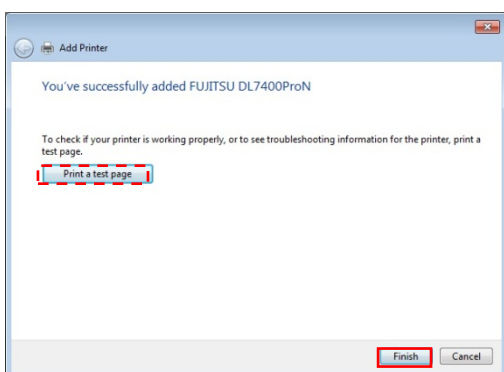 Add Printer
You've successfully added FUJITSU DL7400ProN
To check if your printer is working properly, or to see troubleshooting information for the printer, print a
test page.
Print a test page
Finish
Cancel